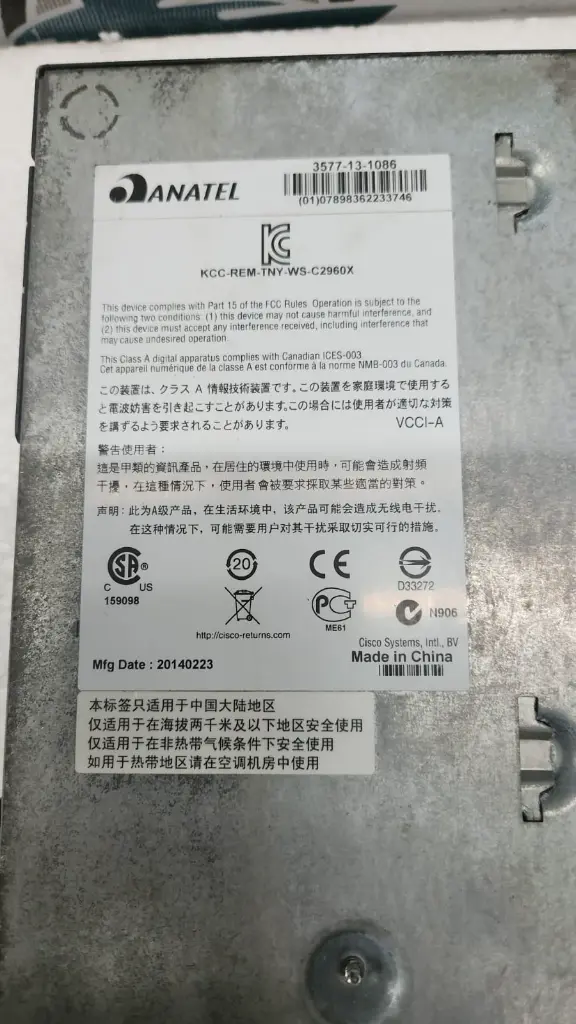 ANATEL
3577-13-1086
(01)07898362233746
KCC-REM-TNY-WS-C2960X
This device complies with Part 15 of the FCC Rules. Operation is subject to the
following two conditions: (1) this device may not cause harmful interference, and
(2) this device must accept any interference received, including interference that
may cause undesired operation.
This Class A digital apparatus complies with Canadian ICES-003.
Cet appareil numérique de la classe A est conforme à la norme NMB-003 du Canada.
この装置は、クラス A 情報技術装置です。この装置を家庭環境で使用する
と電波妨害を引き起こすことがあります。この場合には使用者が適切な対策
を講ずるよう要求されることがあります。 VCCI-A
警告使用者：
這是甲類的資訊產品，在居住的環境中使用時，可能會造成射頻
干擾，在這種情況下，使用者會被要求採取某些適當的對策。
声明：此为A级产品，在生活环境中，该产品可能会造成无线电干扰．
在这种情况下，可能需要用户对其干扰采取切实可行的措施。
SA ®
C US
159098
20
CE
D33272
http://cisco-returns.com
PC
ME61
N906
Cisco Systems, Intl., BV
Mfg Date : 20140223
Made in China
本标签只适用于中国大陆地区
仅适用于在海拔两千米及以下地区安全使用
仅适用于在非热带气候条件下安全使用
如用于热带地区请在空调机房中使用